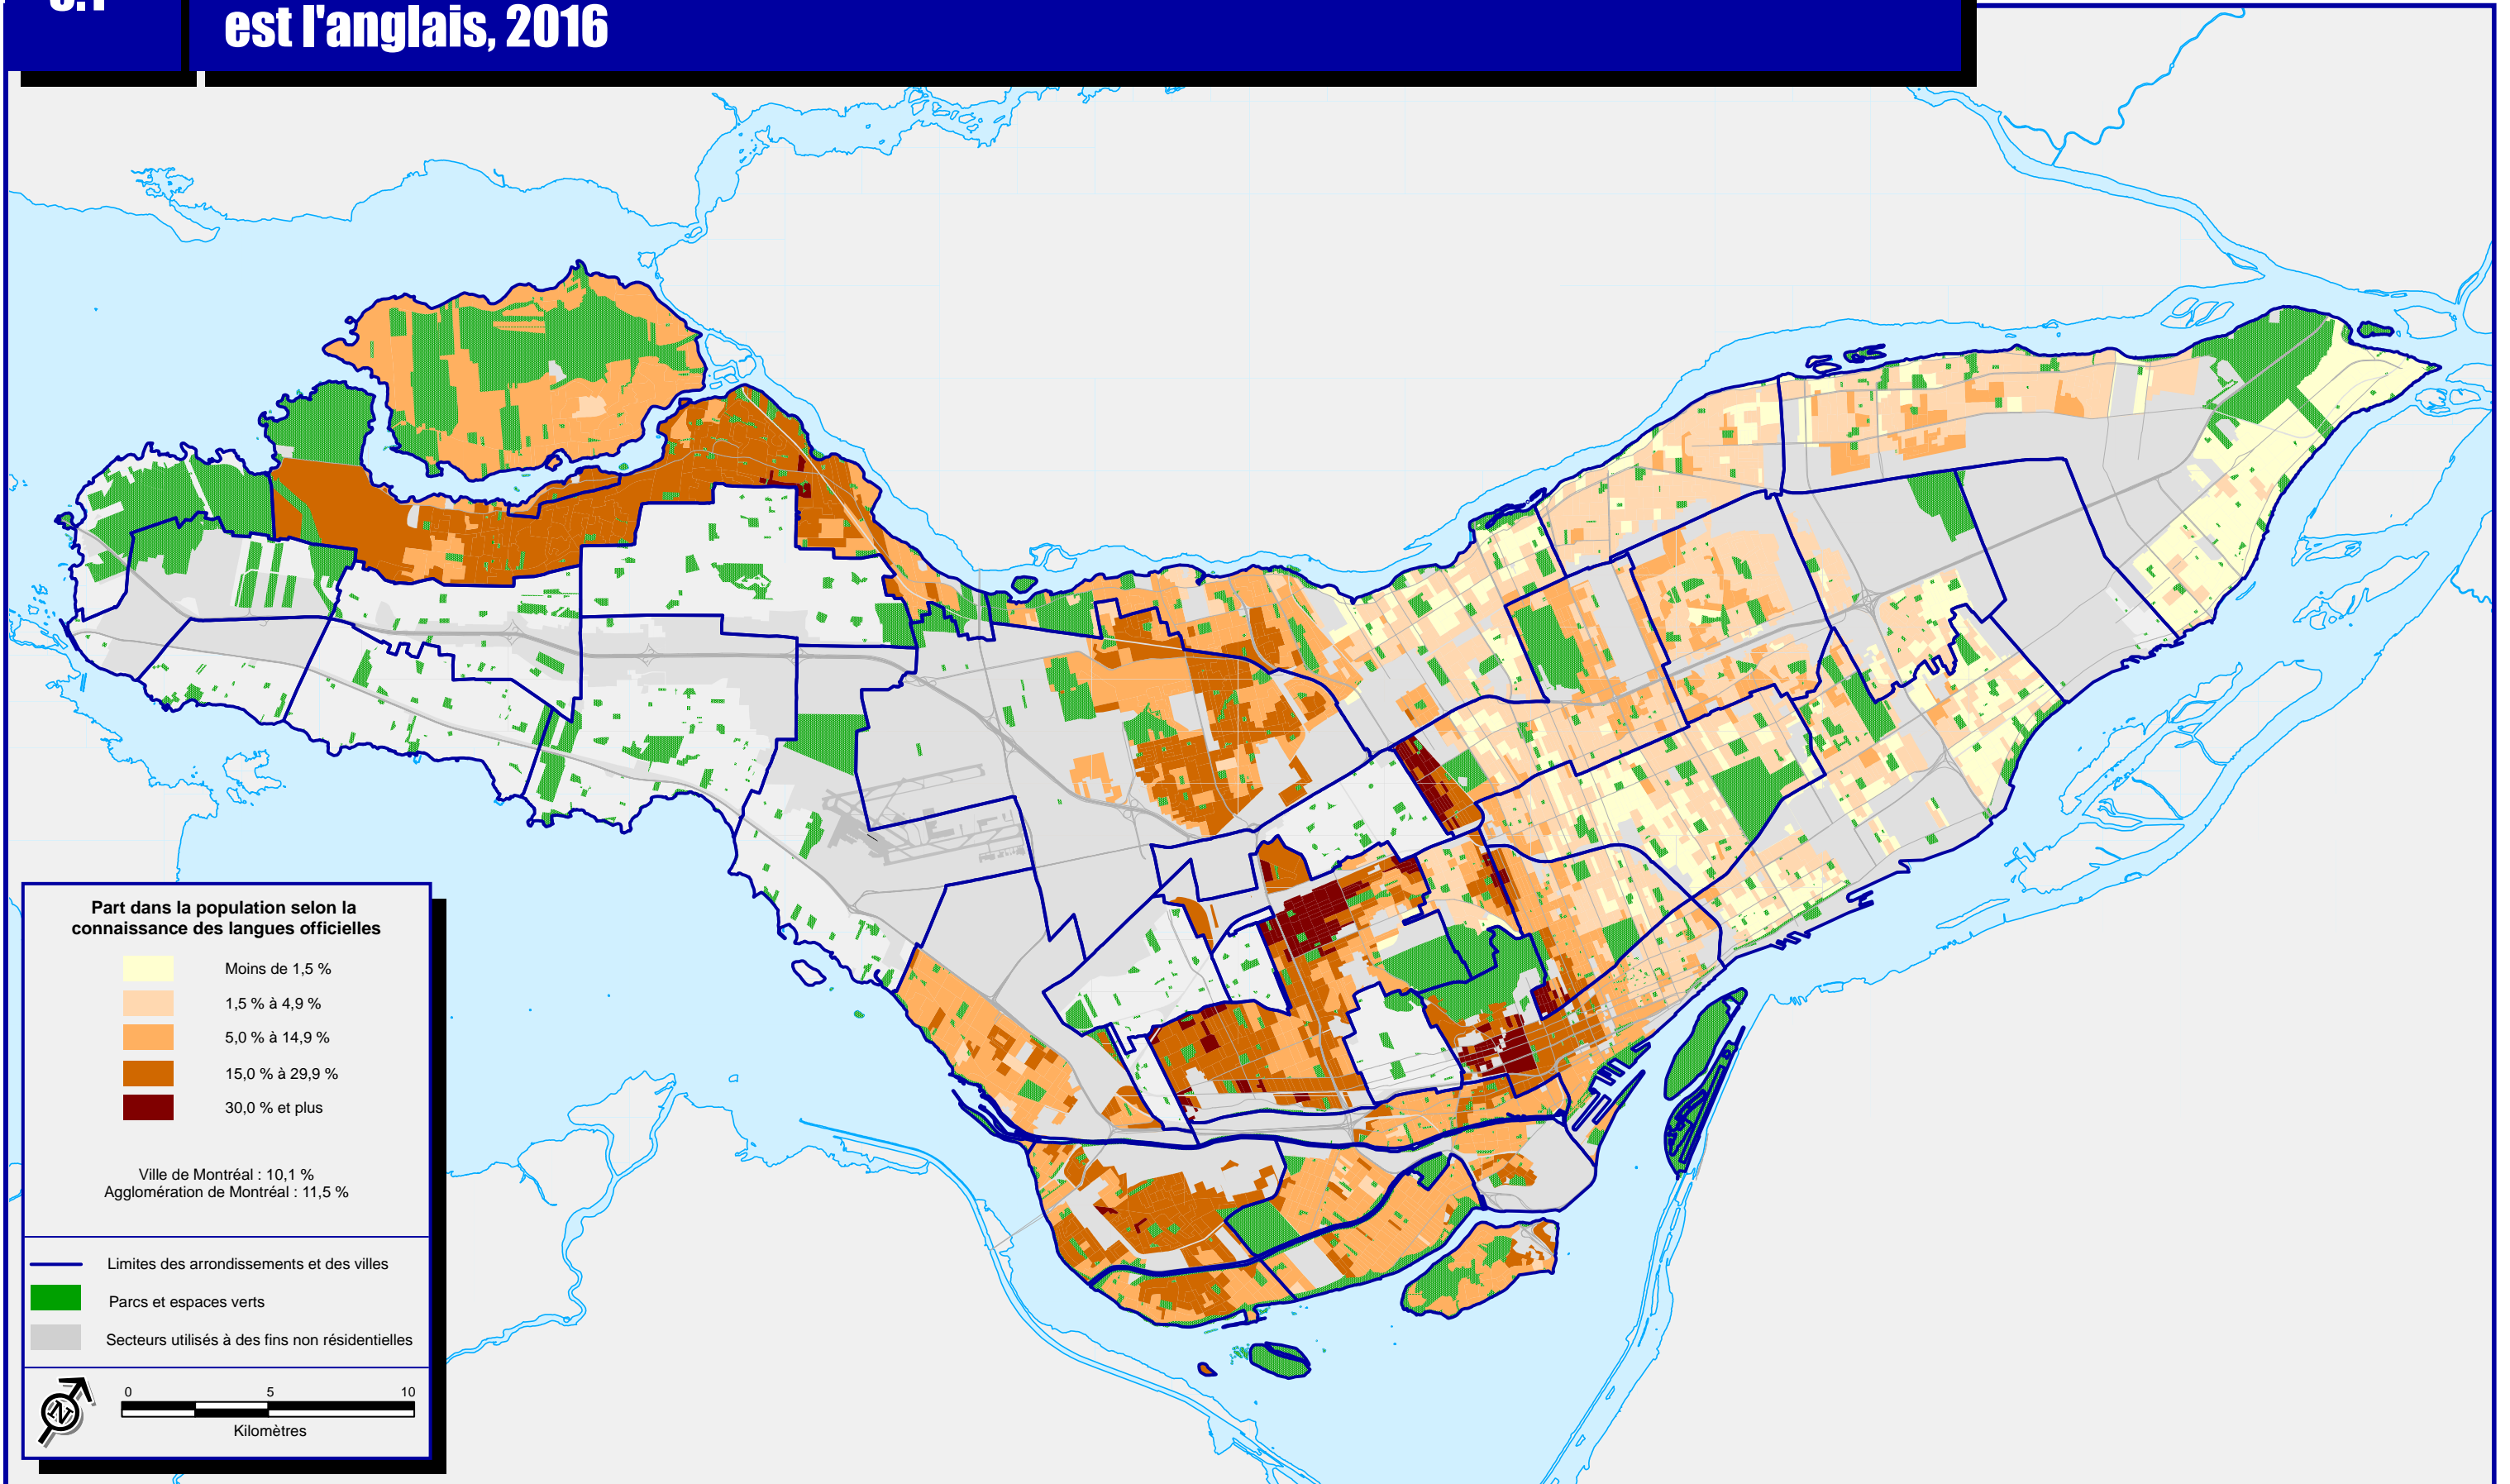 est l'anglais, 2016
Part dans la population selon la
connaissance des langues officielles
Moins de 1,5 %
1,5 % à 4,9 %
5,0 % à 14,9 %
15,0 % à 29,9 %
30,0 % et plus
Ville de Montréal : 10,1 %
Agglomération de Montréal : 11,5 %
Limites des arrondissements et des villes
Parcs et espaces verts
Secteurs utilisés à des fins non résidentielles
N
0 5 10
Kilomètres